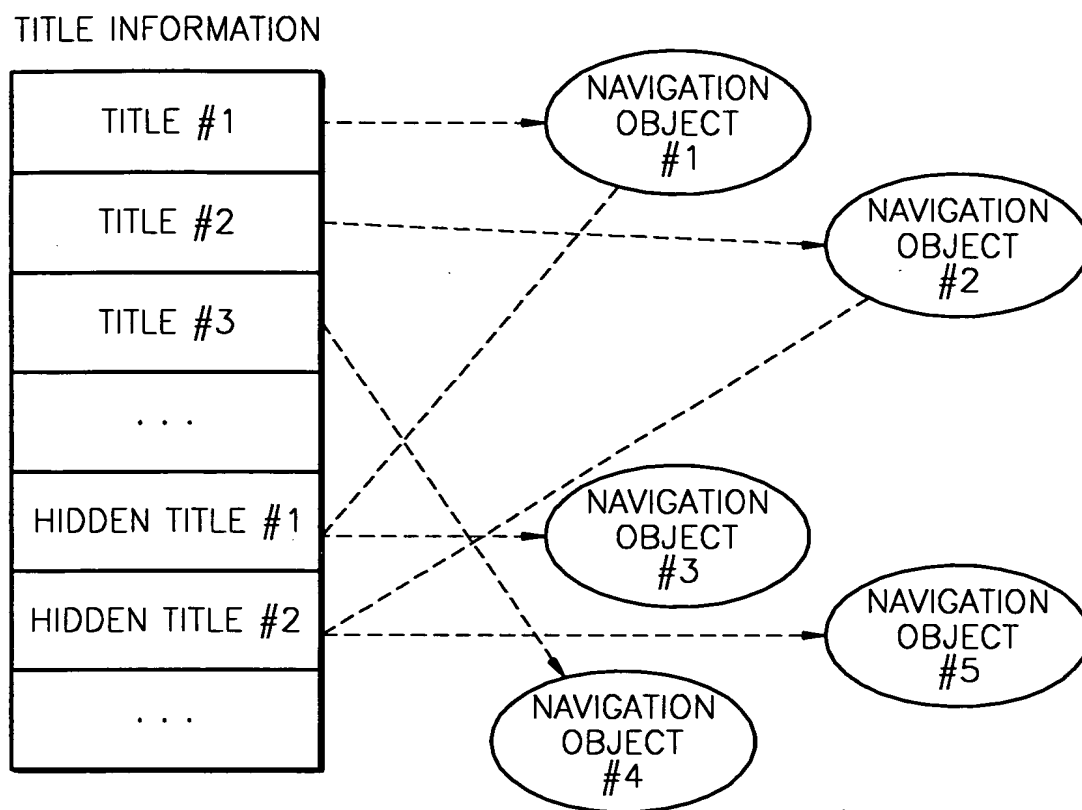 TITLE INFORMATION
TITLE #1
TITLE #2
TITLE #3
. . .
HIDDEN TITLE #1
HIDDEN TITLE #2
. . .
NAVIGATION
OBJECT
#1
NAVIGATION
OBJECT
#2
NAVIGATION
OBJECT
#3
NAVIGATION
OBJECT
#5
NAVIGATION
OBJECT
#4